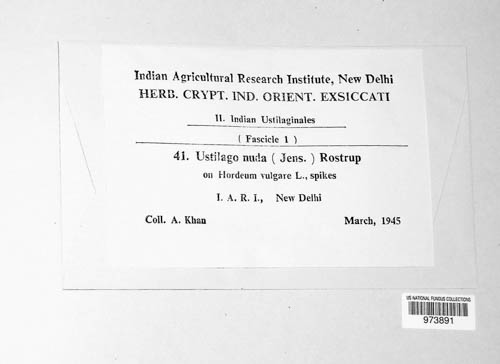 Indian Agricultural Research Institute, New Delhi
HERB. CRYPT. IND. ORIENT. EXSICCATI
II. Indian Ustilaginales
( Fascicle 1 )
41. Ustilago nuda ( Jens. ) Rostrup
on Hordeum vulgare L., spikes
I. A. R. I., New Delhi
Coll. A. Khan March, 1945
US NATIONAL FUNGUS COLLECTIONS
973891